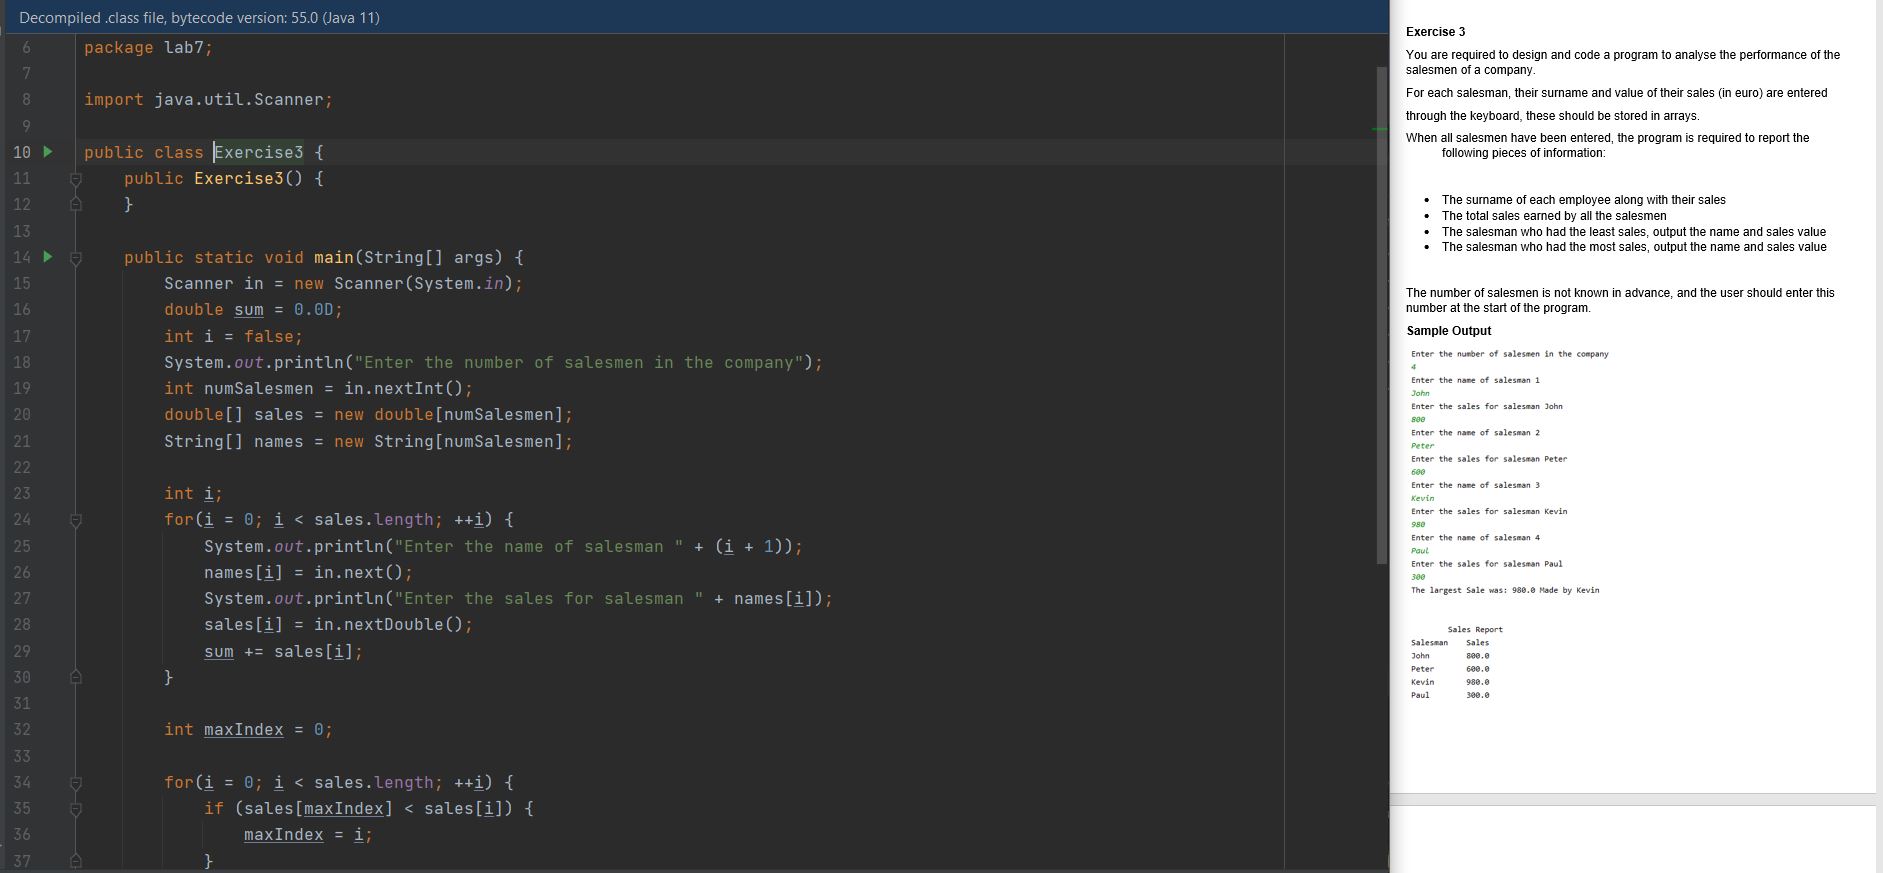 Decompiled .class file, bytecode version: 55.0 (Java 11)
6 package lab7;
7
8 import java.util.Scanner;
9
10 public class Exercise3 {
11 public Exercise3() {
12 }
13
14 public static void main(String[] args) {
15 Scanner in = new Scanner(System.in);
16 double sum = 0.0D;
17 int i = false;
18 System.out.println("Enter the number of salesmen in the company");
19 int numSalesmen = in.nextInt();
20 double[] sales = new double[numSalesmen];
21 String[] names = new String[numSalesmen];
22
23 int i;
24 for(i = 0; i < sales.length; ++i) {
25 System.out.println("Enter the name of salesman " + (i + 1));
26 names[i] = in.next();
27 System.out.println("Enter the sales for salesman " + names[i]);
28 sales[i] = in.nextDouble();
29 sum += sales[i];
30 }
31
32 int maxIndex = 0;
33
34 for(i = 0; i < sales.length; ++i) {
35 if (sales[maxIndex] < sales[i]) {
36 maxIndex = i;
37 }
Exercise 3
You are required to design and code a program to analyse the performance of the
salesmen of a company.
For each salesman, their surname and value of their sales (in euro) are entered
through the keyboard, these should be stored in arrays.
When all salesmen have been entered, the program is required to report the
following pieces of information:
• The surname of each employee along with their sales
• The total sales earned by all the salesmen
• The salesman who had the least sales, output the name and sales value
• The salesman who had the most sales, output the name and sales value
The number of salesmen is not known in advance, and the user should enter this
number at the start of the program.
Sample Output
Enter the number of salesmen in the company
4
Enter the name of salesman 1
John
Enter the sales for salesman John
800
Enter the name of salesman 2
Peter
Enter the sales for salesman Peter
600
Enter the name of salesman 3
Kevin
Enter the sales for salesman Kevin
980
Enter the name of salesman 4
Paul
Enter the sales for salesman Paul
300
The largest Sale was: 980.0 Made by Kevin
Sales Report
Salesman Sales
John 800.0
Peter 600.0
Kevin 980.0
Paul 300.0